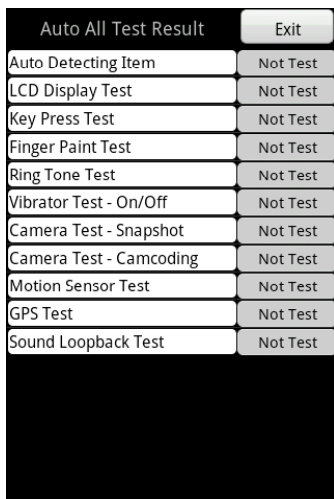 Auto All Test Result Exit
Auto Detecting Item Not Test
LCD Display Test Not Test
Key Press Test Not Test
Finger Paint Test Not Test
Ring Tone Test Not Test
Vibrator Test - On/Off Not Test
Camera Test - Snapshot Not Test
Camera Test - Camcoding Not Test
Motion Sensor Test Not Test
GPS Test Not Test
Sound Loopback Test Not Test